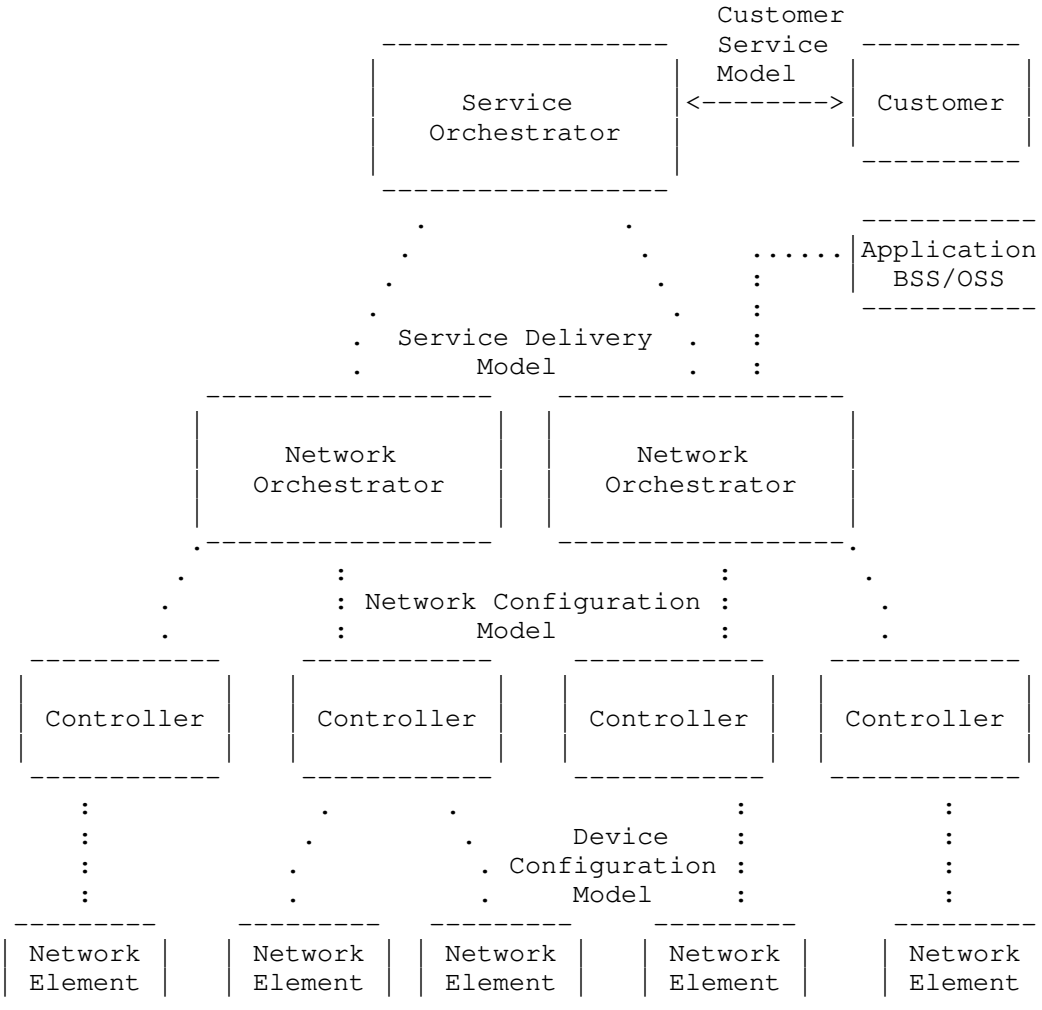 Customer
Service
Model
Service Customer
Orchestrator
Application
BSS/OSS
Service Delivery
Model
Network Network
Orchestrator Orchestrator
Network Configuration
Model
Controller Controller Controller Controller
Device
Configuration
Model
Network Network Network Network Network
Element Element Element Element Element